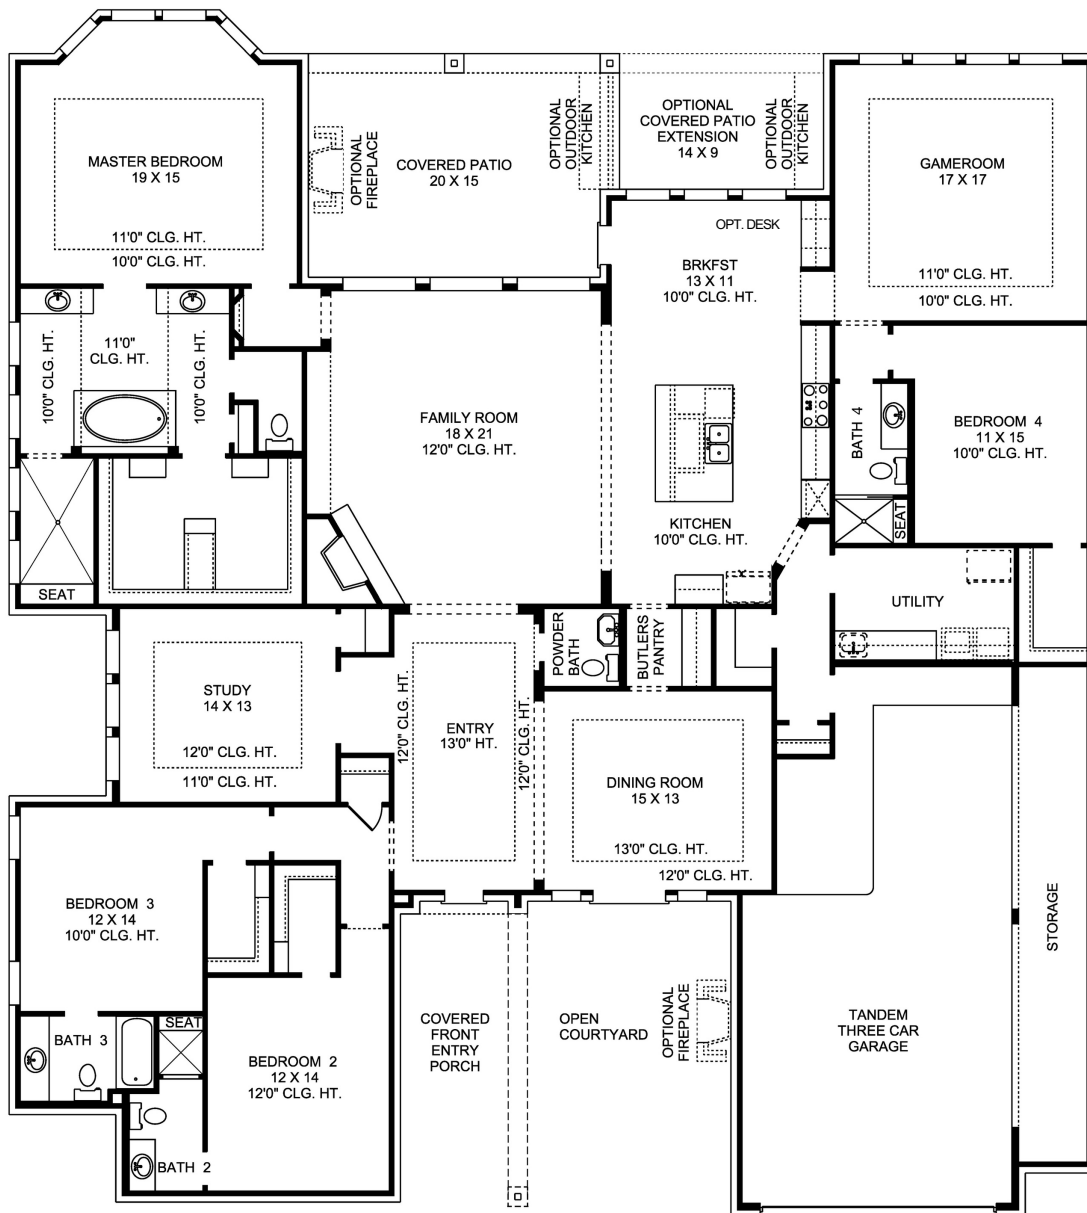 MASTER BEDROOM
19 X 15
11'0" CLG. HT.
10'0" CLG. HT.
OPTIONAL
FIREPLACE
COVERED PATIO
20 X 15
OPTIONAL
OUTDOOR
KITCHEN
OPTIONAL
COVERED PATIO
EXTENSION
14 X 9
OPTIONAL
OUTDOOR
KITCHEN
GAMEROOM
17 X 17
11'0" CLG. HT.
10'0" CLG. HT.
OPT. DESK
BRKFST
13 X 11
10'0" CLG. HT.
10'0" CLG. HT.
11'0"
CLG. HT.
10'0" CLG. HT.
FAMILY ROOM
18 X 21
12'0" CLG. HT.
BATH 4
BEDROOM 4
11 X 15
10'0" CLG. HT.
KITCHEN
10'0" CLG. HT.
SEAT
SEAT
UTILITY
POWDER
BATH
BUTLERS
PANTRY
STUDY
14 X 13
12'0" CLG. HT.
11'0" CLG. HT.
12'0" CLG. HT.
ENTRY
13'0" HT.
12'0" CLG. HT.
DINING ROOM
15 X 13
13'0" CLG. HT.
12'0" CLG. HT.
BEDROOM 3
12 X 14
10'0" CLG. HT.
STORAGE
BATH 3
SEAT
BEDROOM 2
12 X 14
12'0" CLG. HT.
COVERED
FRONT
ENTRY
PORCH
OPEN
COURTYARD
OPTIONAL
FIREPLACE
TANDEM
THREE CAR
GARAGE
BATH 2